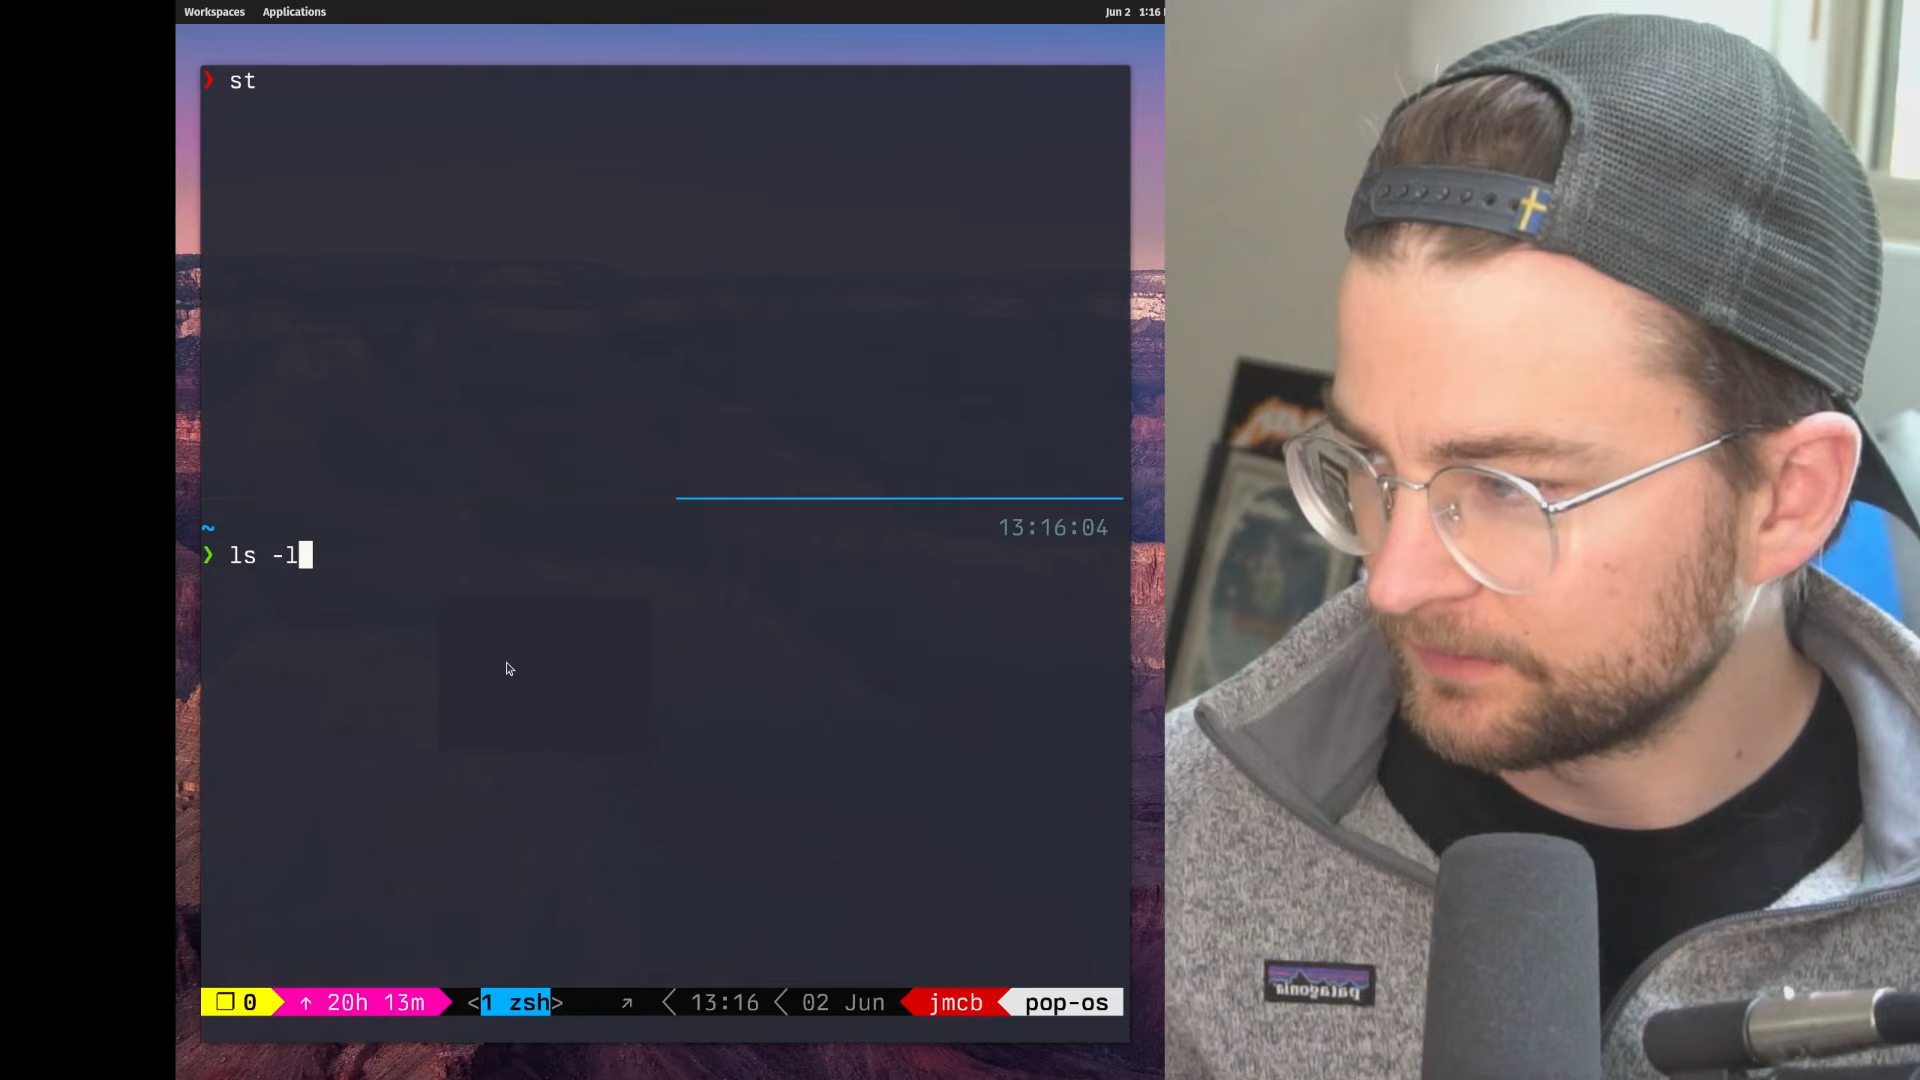 Workspaces Applications Jun 2 1:16
❯ st
~ 13:16:04
❯ ls -l
❐ 0 ↑ 20h 13m <1 zsh> ↗ 13:16 02 Jun jmcb pop-os
patagonia